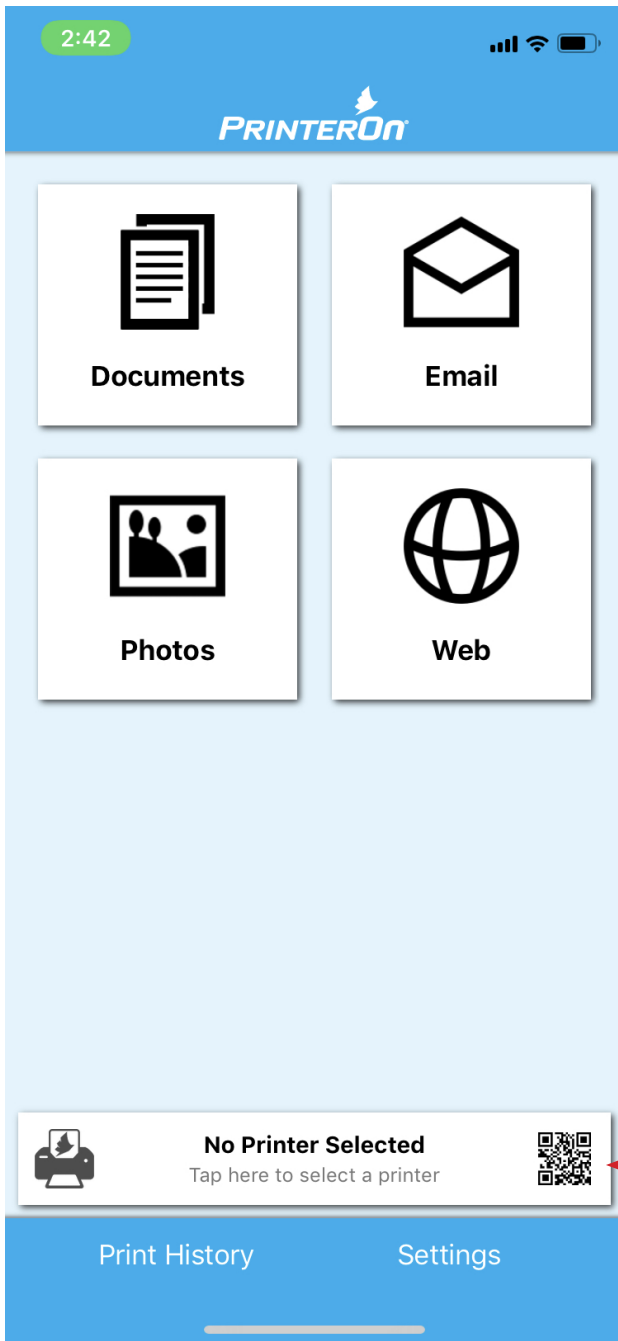 2:42
PRINTERON
Documents
Email
Photos
Web
No Printer Selected
Tap here to select a printer
Print History
Settings